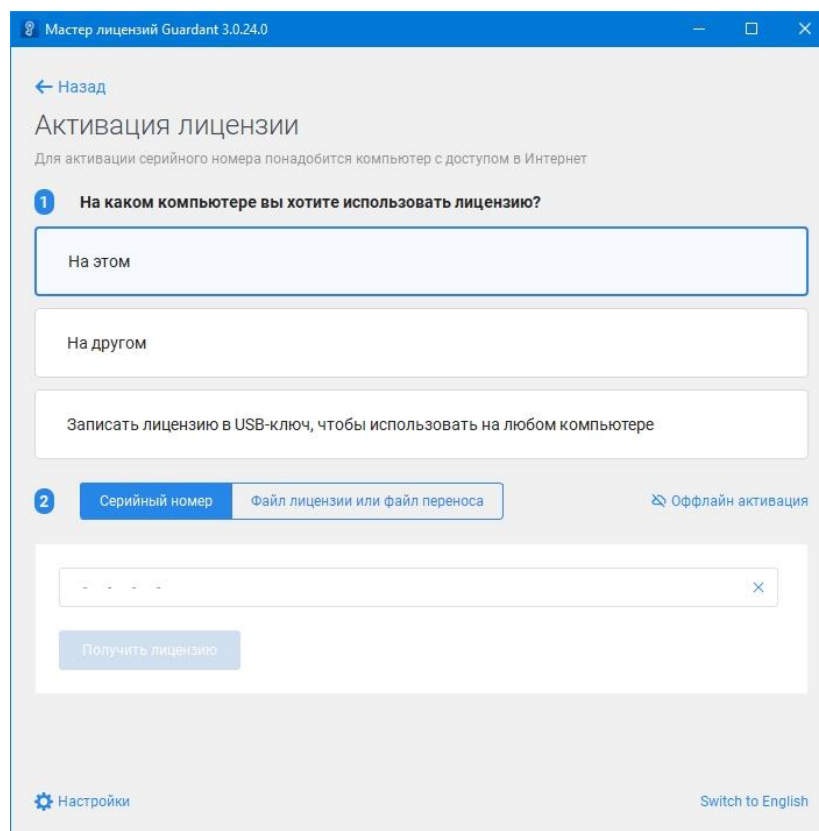 Мастер лицензий Guardant 3.0.24.0
Назад
Активация лицензии
Для активации серийного номера понадобится компьютер с доступом в Интернет
1 На каком компьютере вы хотите использовать лицензию?
На этом
На другом
Записать лицензию в USB-ключ, чтобы использовать на любом компьютере
2 Серийный номер Файл лицензии или файл переноса Оффлайн активация
- - - -
Получить лицензию
Настройки Switch to English